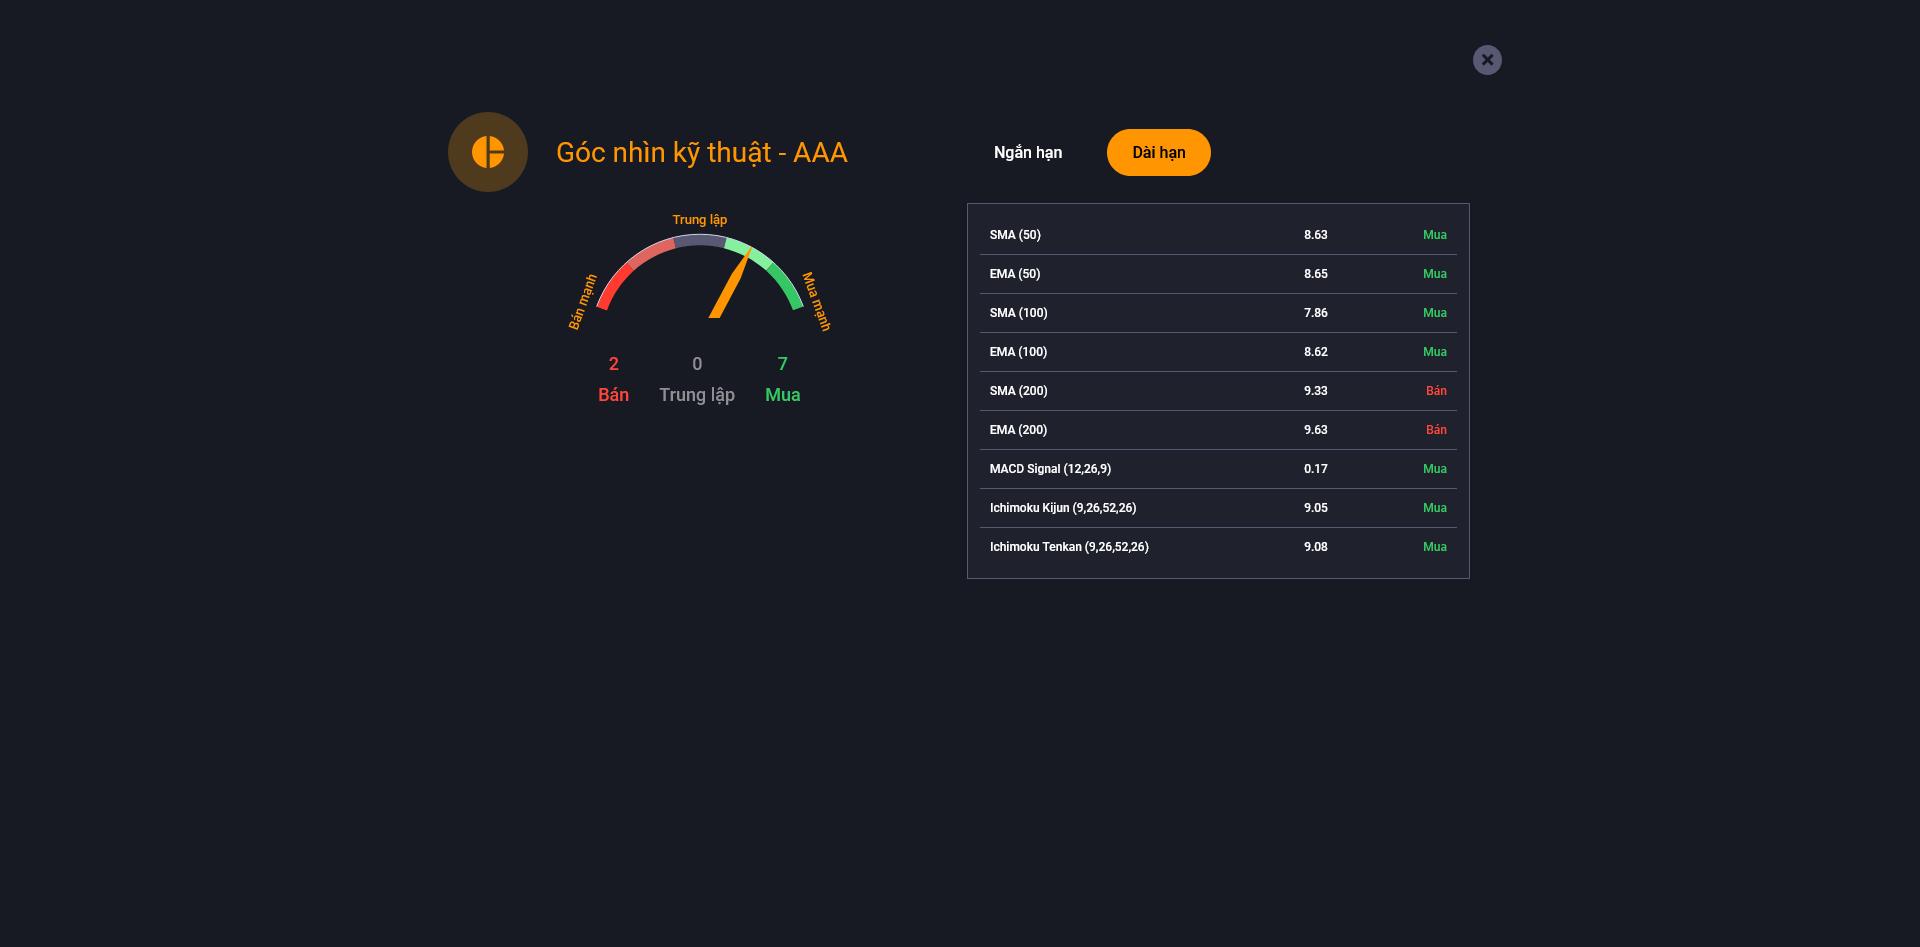 Góc nhìn kỹ thuật - AAA
Trung lập
Bán mạnh
Mua mạnh
2 0 7
Bán Trung lập Mua
Ngắn hạn Dài hạn
SMA (50) 8.63 Mua
EMA (50) 8.65 Mua
SMA (100) 7.86 Mua
EMA (100) 8.62 Mua
SMA (200) 9.33 Bán
EMA (200) 9.63 Bán
MACD Signal (12,26,9) 0.17 Mua
Ichimoku Kijun (9,26,52,26) 9.05 Mua
Ichimoku Tenkan (9,26,52,26) 9.08 Mua